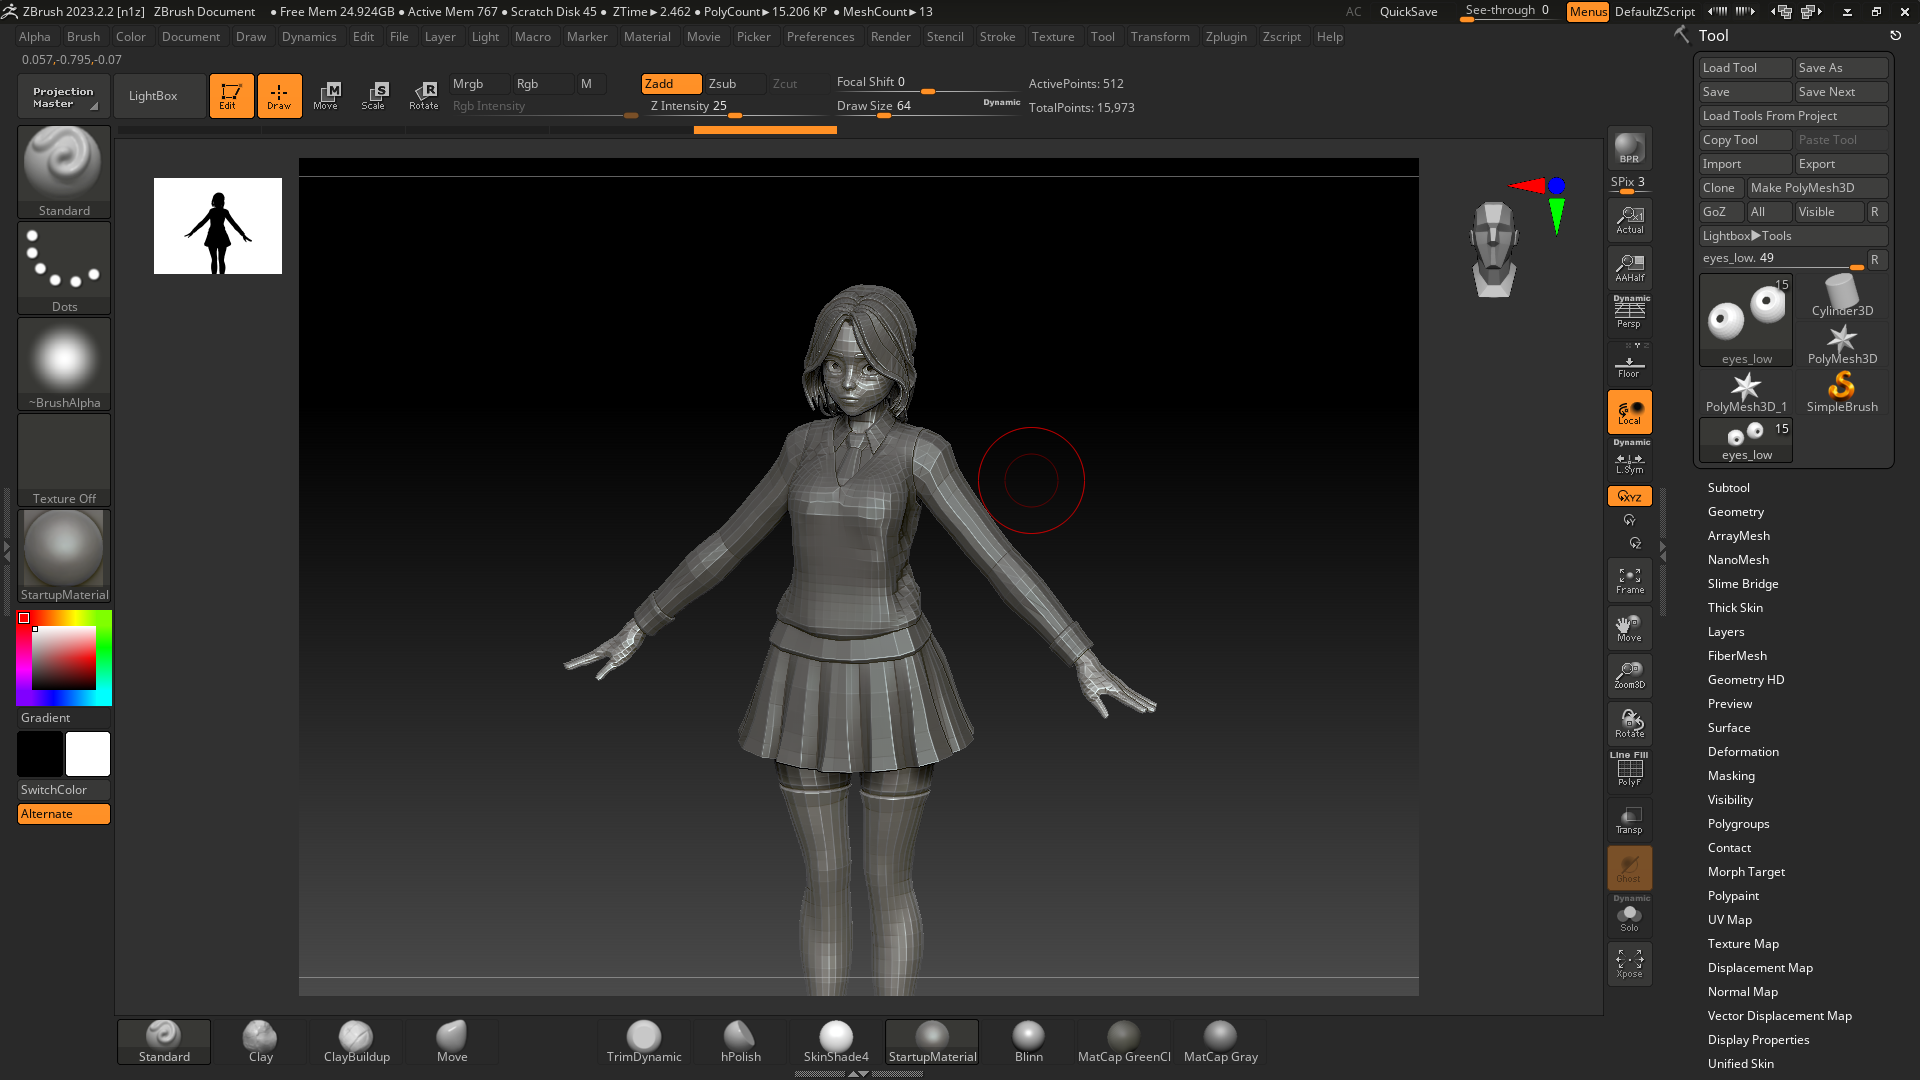 ZBrush 2023.2.2 [n1z] ZBrush Document ● Free Mem 24.924GB ● Active Mem 767 ● Scratch Disk 45 ● ZTime►2.462 ● PolyCount►15.206 KP ● MeshCount►13 AC QuickSave See-through 0 Menus DefaultZScript
Alpha Brush Color Document Draw Dynamics Edit File Layer Light Macro Marker Material Movie Picker Preferences Render Stencil Stroke Texture Tool Transform Zplugin Zscript Help
Tool
0.057,-0.795,-0.07
Projection Master
LightBox
Edit
Draw
Move
Scale
Rotate
Mrgb Rgb M
Rgb Intensity
Zadd Zsub Zcut
Z Intensity 25
Focal Shift 0
Draw Size 64
Dynamic
ActivePoints: 512
TotalPoints: 15,973
Standard
Dots
~BrushAlpha
Texture Off
StartupMaterial
Gradient
SwitchColor
Alternate
BPR
SPix 3
Actual
AAHalf
Dynamic
Persp
Floor
Local
Dynamic
L.Sym
XYZ
Y
Z
Frame
Move
Zoom3D
Rotate
Line Fill
PolyF
Transp
Ghost
Dynamic
Solo
Xpose
Load Tool Save As
Save Save Next
Load Tools From Project
Copy Tool Paste Tool
Import Export
Clone Make PolyMesh3D
GoZ All Visible R
Lightbox►Tools
eyes_low. 49 R
15
eyes_low
Cylinder3D
PolyMesh3D
PolyMesh3D_1
SimpleBrush
15
eyes_low
Subtool
Geometry
ArrayMesh
NanoMesh
Slime Bridge
Thick Skin
Layers
FiberMesh
Geometry HD
Preview
Surface
Deformation
Masking
Visibility
Polygroups
Contact
Morph Target
Polypaint
UV Map
Texture Map
Displacement Map
Normal Map
Vector Displacement Map
Display Properties
Unified Skin
Standard Clay ClayBuildup Move TrimDynamic hPolish SkinShade4 StartupMaterial Blinn MatCap GreenCl MatCap Gray